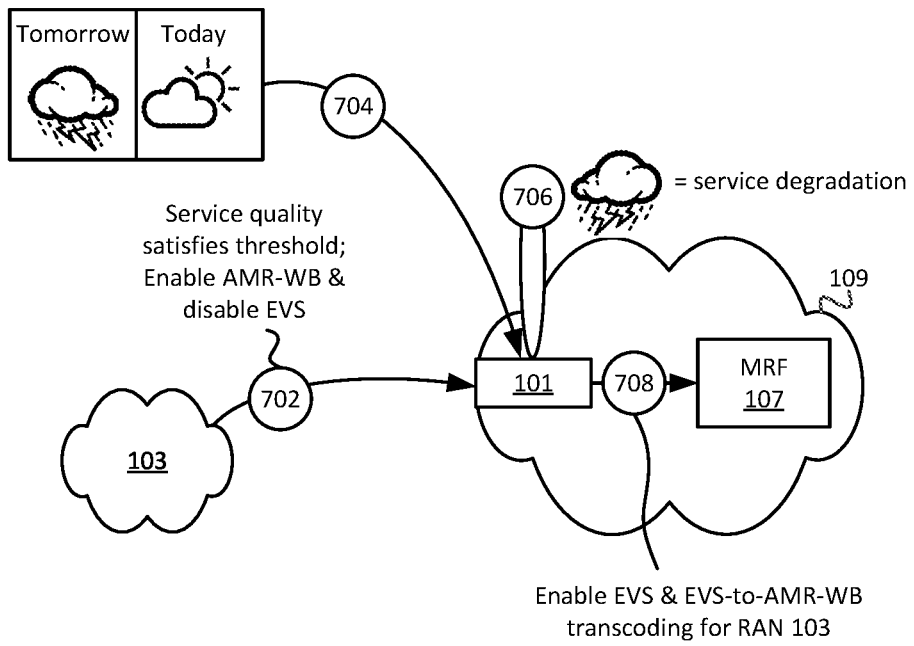 Tomorrow
Today
704
706
= service degradation
Service quality
satisfies threshold;
Enable AMR-WB &
disable EVS
109
702
101
708
MRF
107
103
Enable EVS & EVS-to-AMR-WB
transcoding for RAN 103